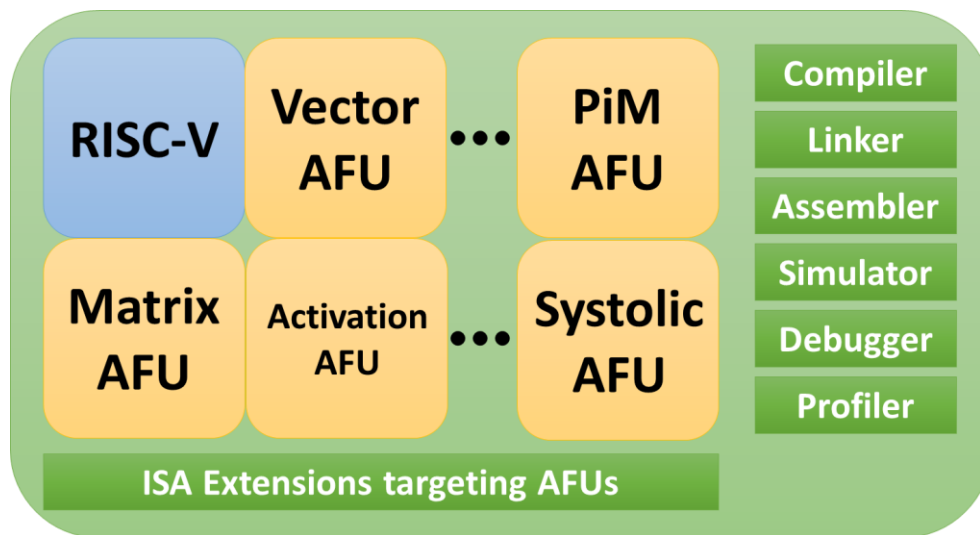 RISC-V
Vector
AFU
•••
PiM
AFU
Matrix
AFU
Activation
AFU
•••
Systolic
AFU
ISA Extensions targeting AFUs
Compiler
Linker
Assembler
Simulator
Debugger
Profiler